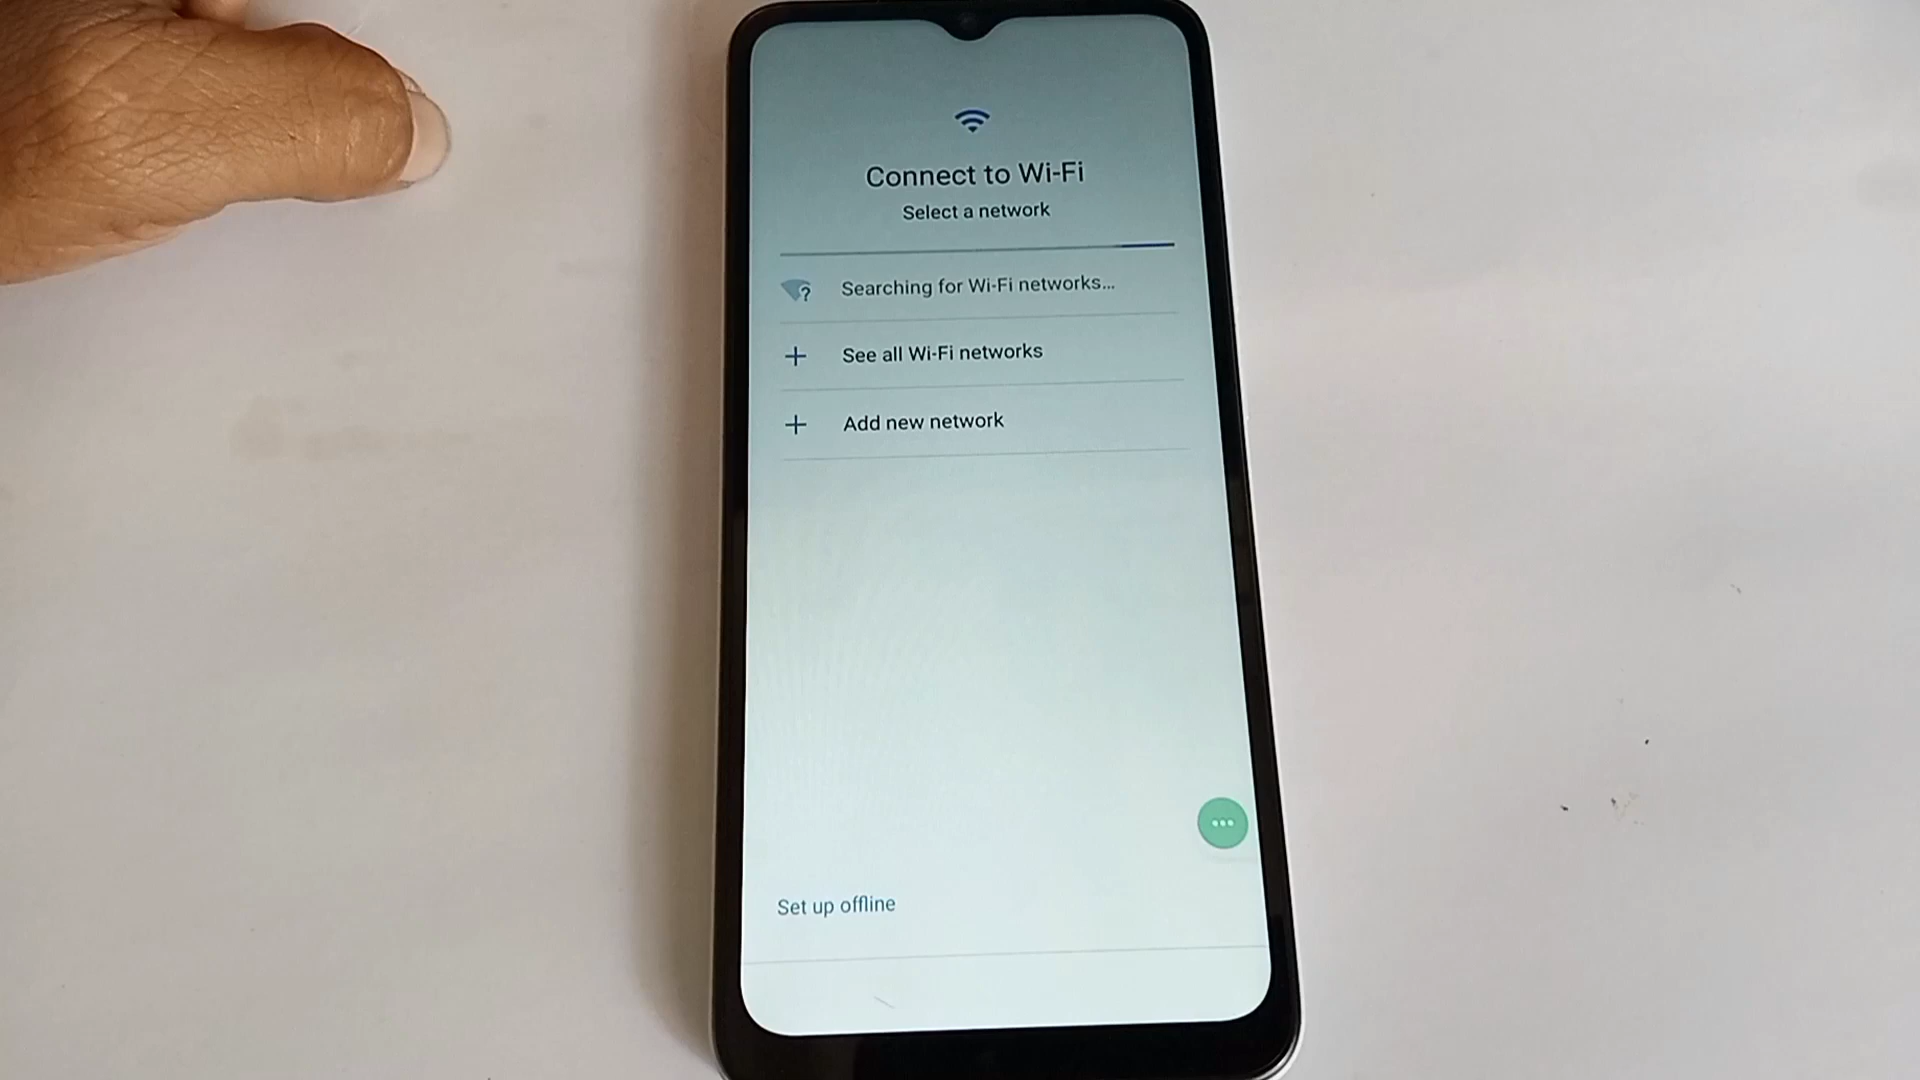 Connect to Wi-Fi
Select a network
Searching for Wi-Fi networks...
See all Wi-Fi networks
Add new network
Set up offline